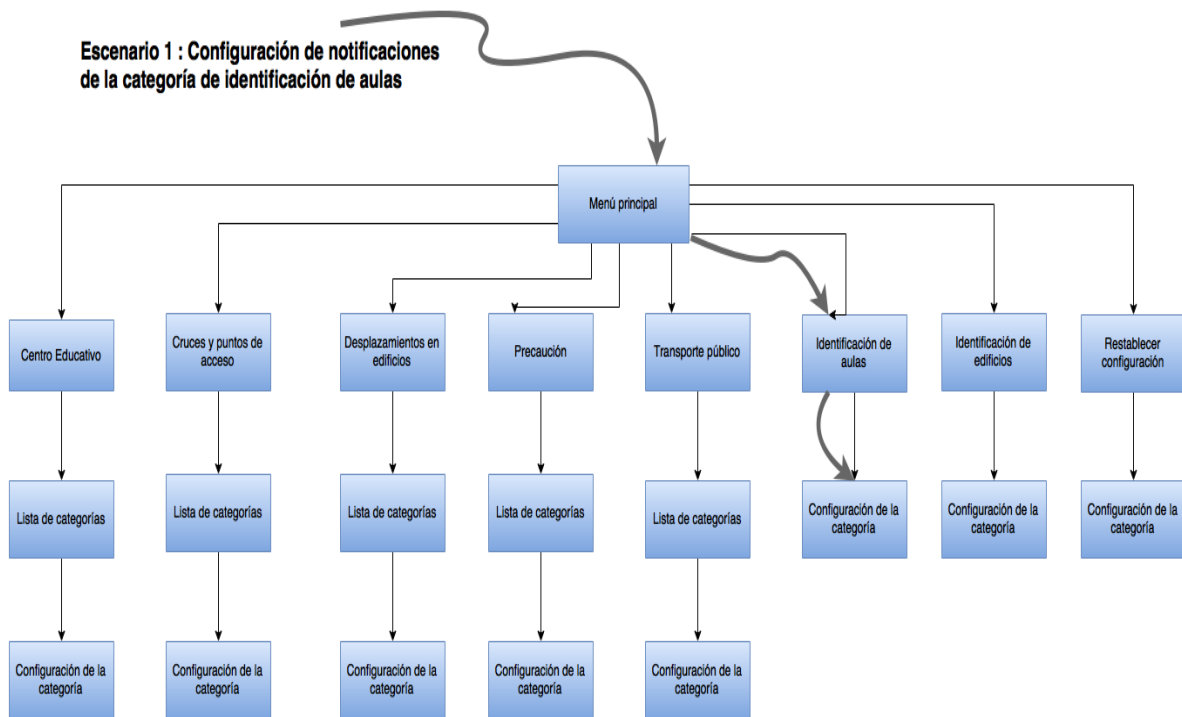 Escenario 1 : Configuración de notificaciones
de la categoría de identificación de aulas
Menú principal
Centro Educativo
Cruces y puntos de
acceso
Desplazamientos en
edificios
Precaución
Transporte público
Identificación de
aulas
Identificación de
edificios
Restablecer
configuración
Lista de categorías
Lista de categorías
Lista de categorías
Lista de categorías
Lista de categorías
Configuración de la
categoría
Configuración de la
categoría
Configuración de la
categoría
Configuración de la
categoría
Configuración de la
categoría
Configuración de la
categoría
Configuración de la
categoría
Configuración de la
categoría